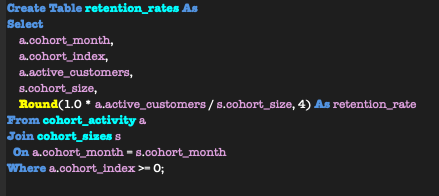 Create Table retention_rates As
Select
a.cohort_month,
a.cohort_index,
a.active_customers,
s.cohort_size,
Round(1.0 * a.active_customers / s.cohort_size, 4) As retention_rate
From cohort_activity a
Join cohort_sizes s
On a.cohort_month = s.cohort_month
Where a.cohort_index >= 0;